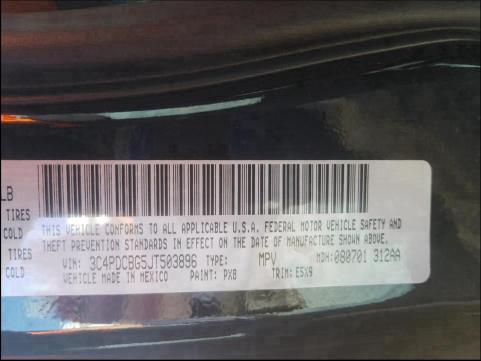 LB
TIRES
COLD
TIRES
COLD
THIS VEHICLE CONFORMS TO ALL APPLICABLE U.S.A. FEDERAL MOTOR VEHICLE SAFETY AND
THEFT PREVENTION STANDARDS IN EFFECT ON THE DATE OF MANUFACTURE SHOWN ABOVE.
VIN: 3C4PDCBG5JT503896 TYPE: MPV MDH:080701 312AA
VEHICLE MADE IN MEXICO PAINT: PX8 TRIM: E5X9